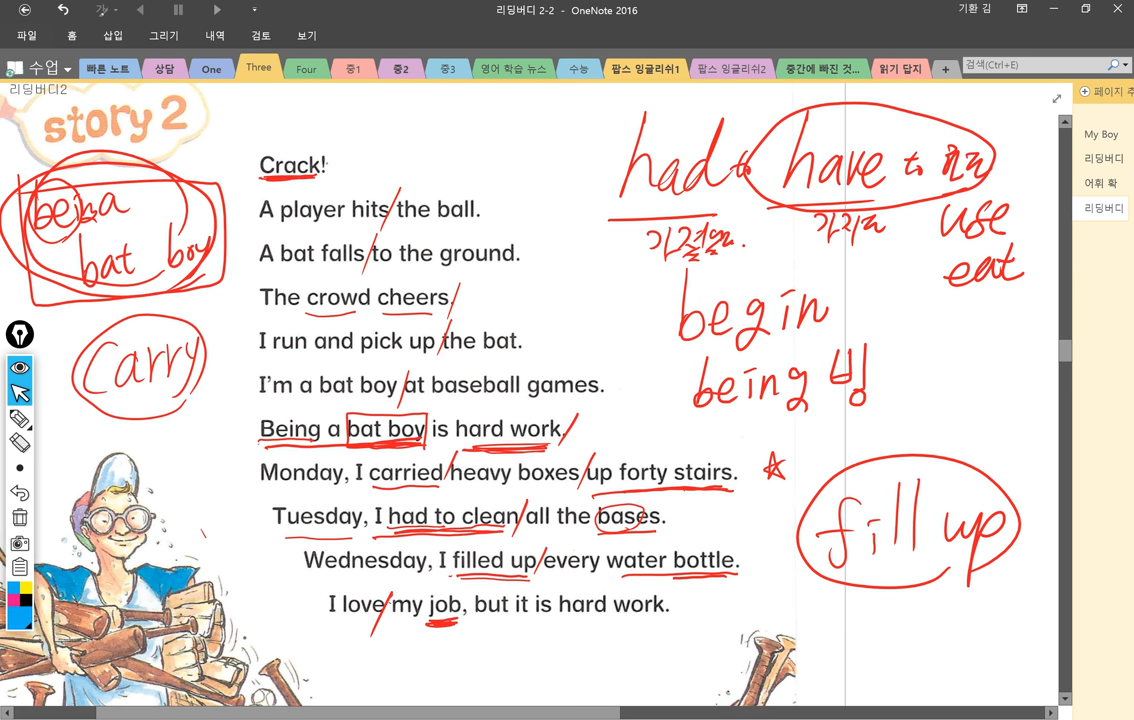 리딩버디 2-2 - OneNote 2016
기환 김
파일 홈 삽입 그리기 내역 검토 보기
수업 빠른 노트 상담 One Three Four 중1 중2 중3 영어 학습 뉴스 수능 팝스 잉글리쉬1 팝스 잉글리쉬2 중간에 빠진 것... 읽기 답지 +
검색(Ctrl+E)
리딩버디2
페이지 추
My Boy
리딩버디
어휘 확
리딩버디
story 2
being a
bat boy
carry
Crack!
A player hits the ball.
A bat falls to the ground.
The crowd cheers.
I run and pick up the bat.
I'm a bat boy at baseball games.
Being a bat boy is hard work.
Monday, I carried heavy boxes up forty stairs.
Tuesday, I had to clean all the bases.
Wednesday, I filled up every water bottle.
I love my job, but it is hard work.
had to have to
가지다
use
eat
begin
being 빙
fill up